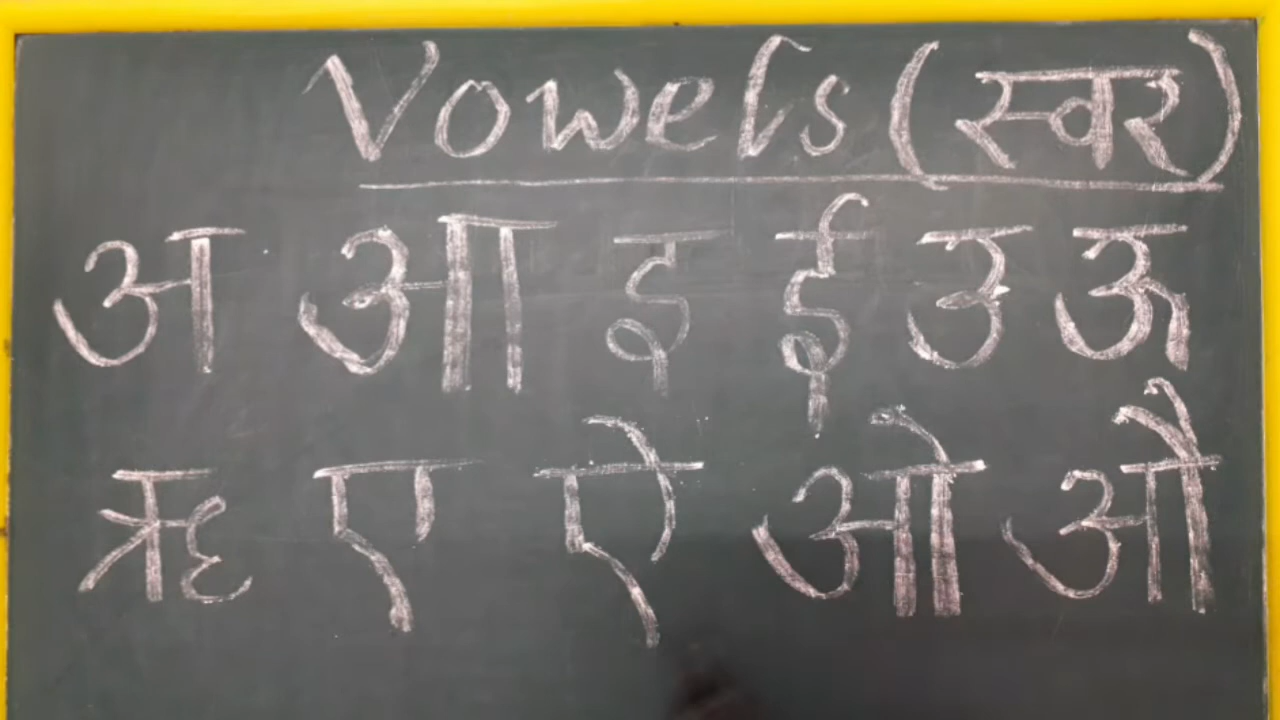 Vowels (स्वर)
अ आ इ ई उ ऊ
ऋ ए ऐ ओ औ